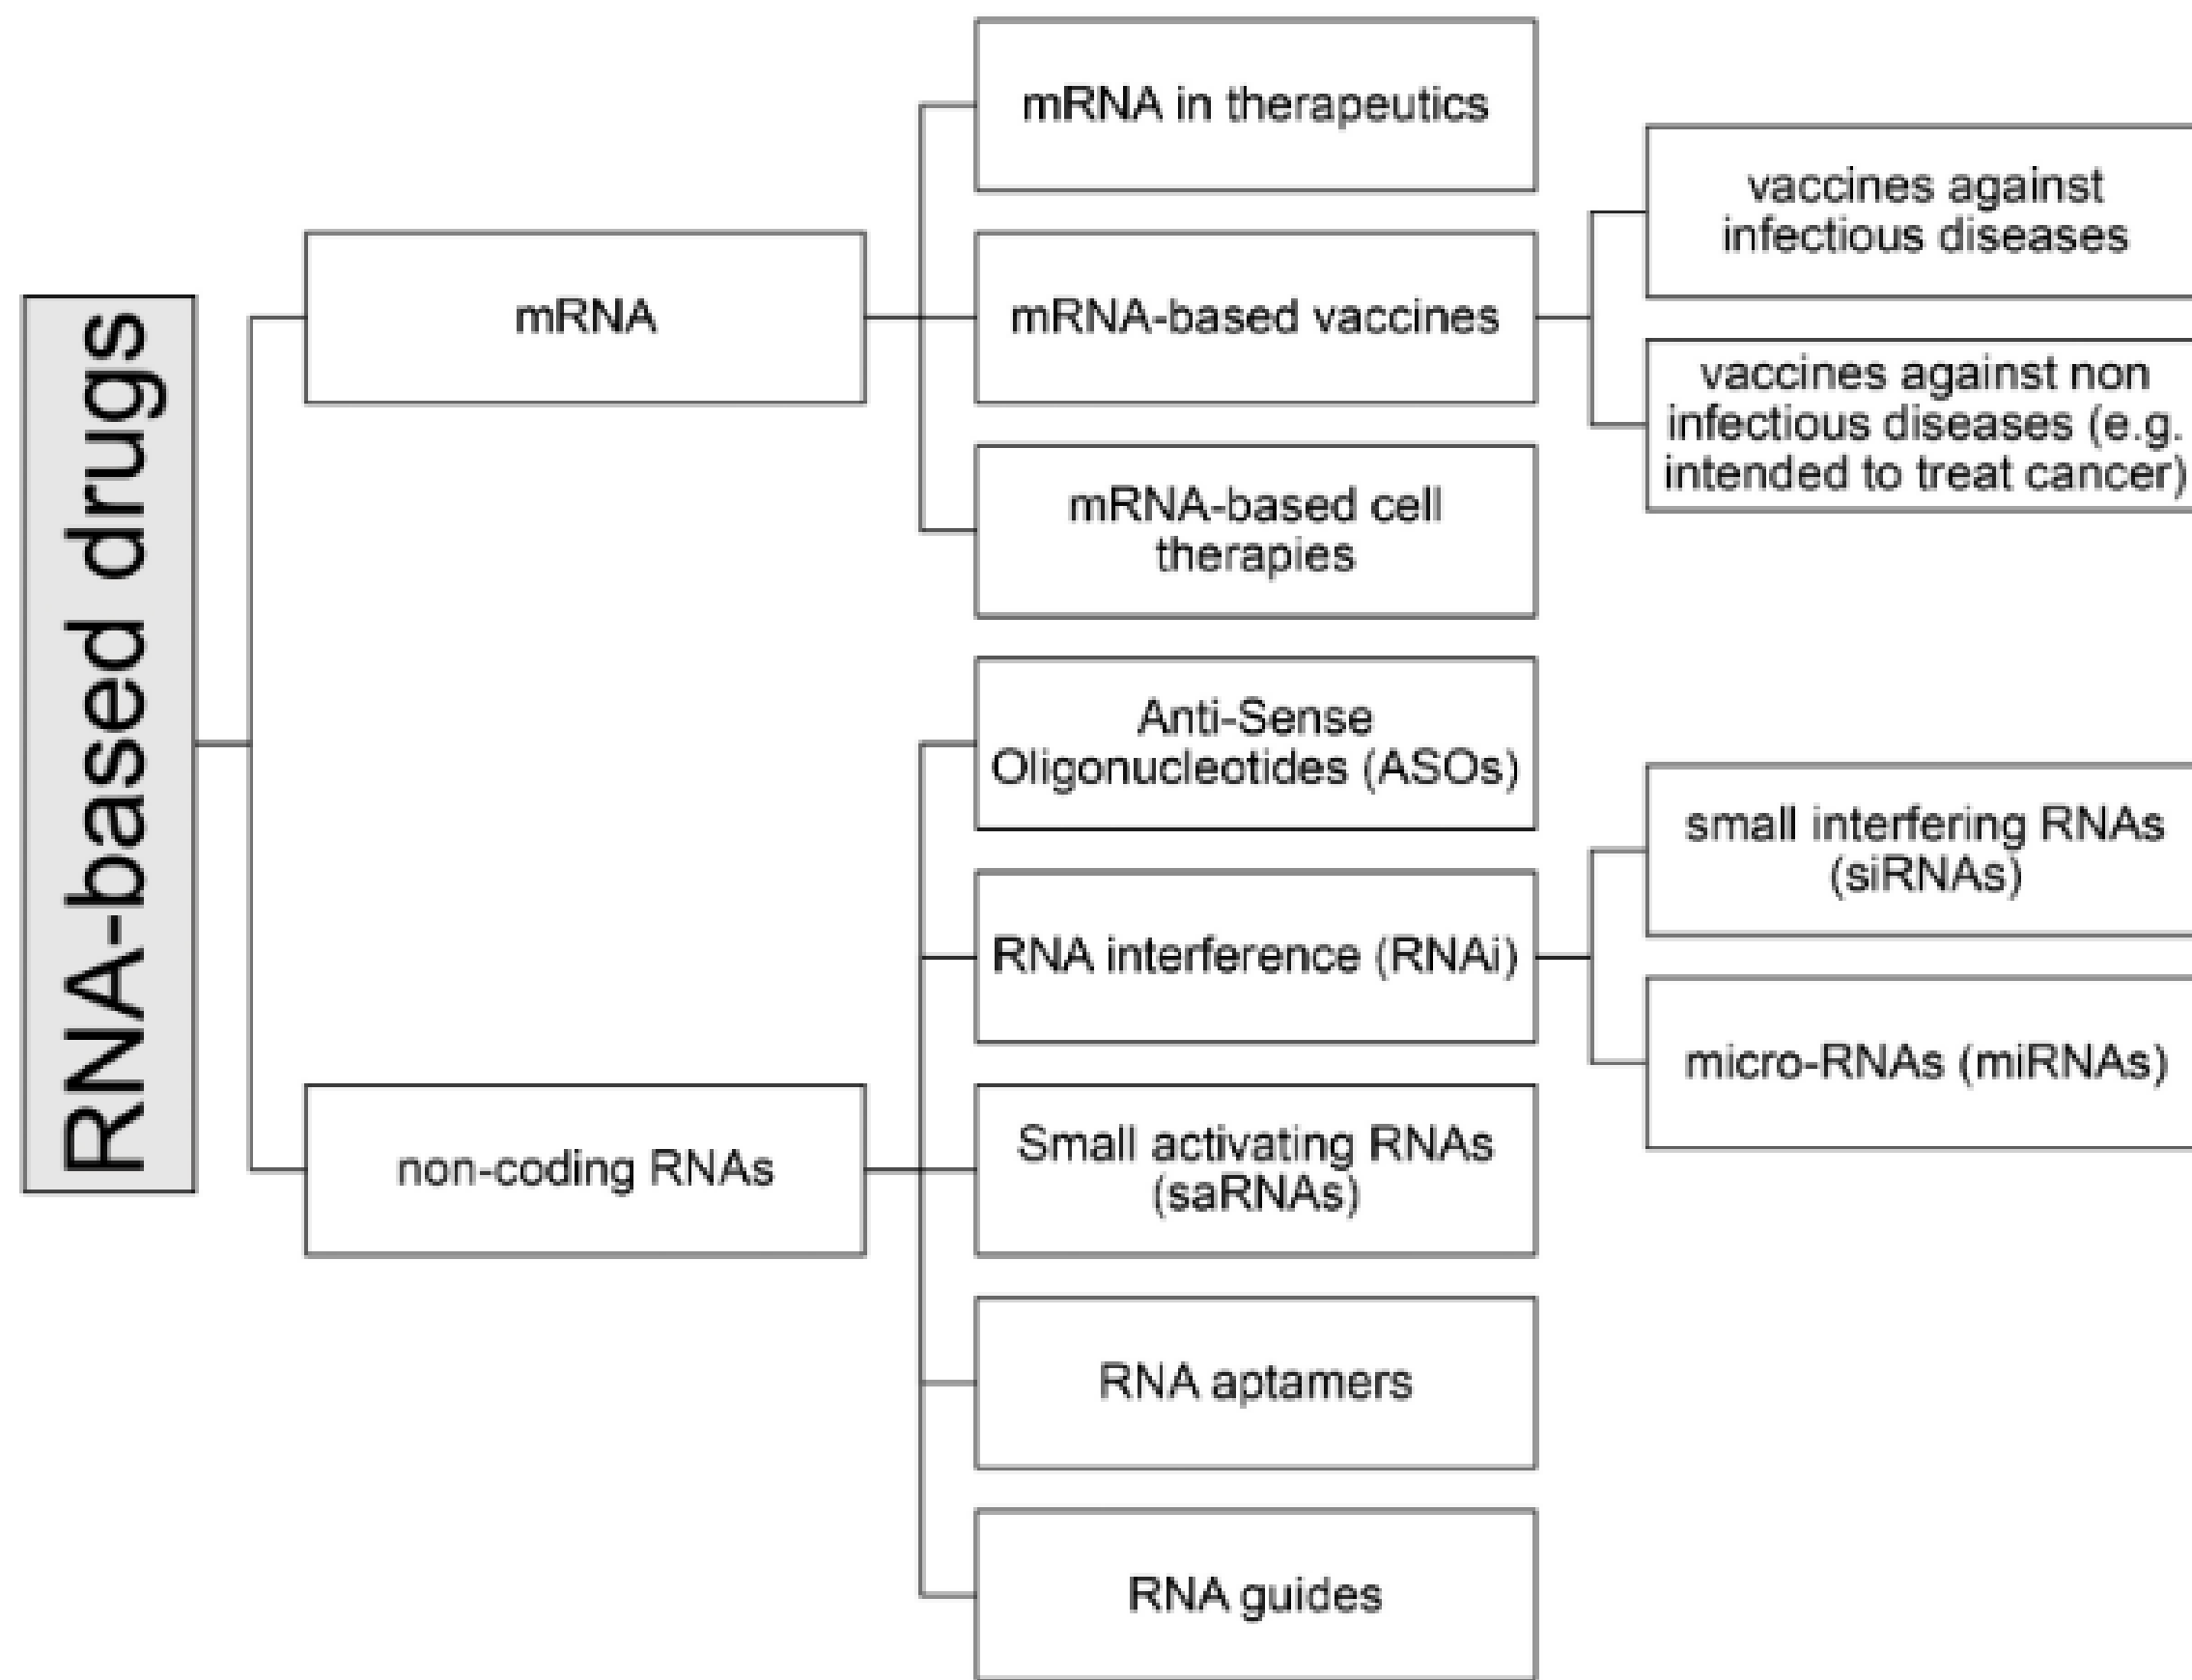 RNA-based drugs
mRNA
mRNA in therapeutics
mRNA-based vaccines
vaccines against
infectious diseases
vaccines against non
infectious diseases (e.g.
intended to treat cancer)
mRNA-based cell
therapies
non-coding RNAs
Anti-Sense
Oligonucleotides (ASOs)
RNA interference (RNAi)
small interfering RNAs
(siRNAs)
micro-RNAs (miRNAs)
Small activating RNAs
(saRNAs)
RNA aptamers
RNA guides